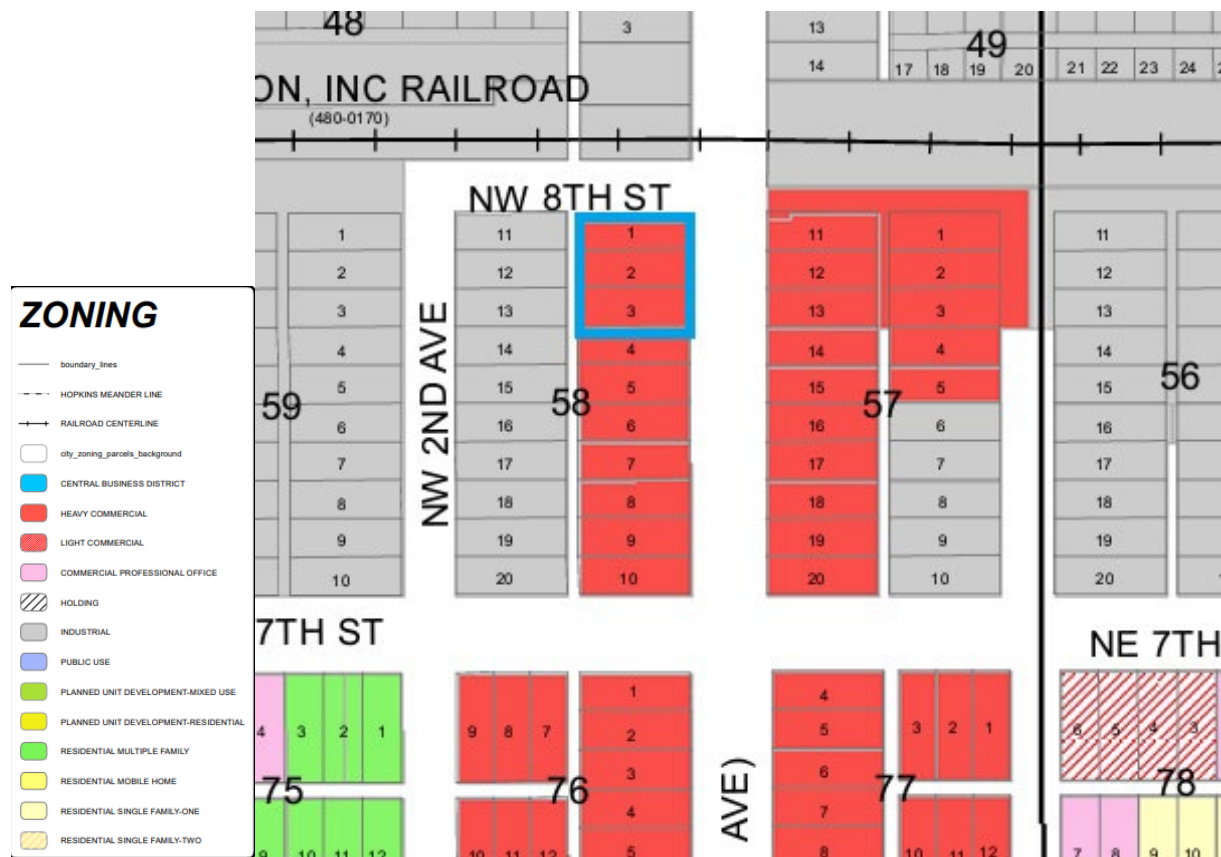 ZONING
boundary_lines
HOPKINS MEANDER LINE
RAILROAD CENTERLINE
city_zoning_parcels_background
CENTRAL BUSINESS DISTRICT
HEAVY COMMERCIAL
LIGHT COMMERCIAL
COMMERCIAL PROFESSIONAL OFFICE
HOLDING
INDUSTRIAL
PUBLIC USE
PLANNED UNIT DEVELOPMENT-MIXED USE
PLANNED UNIT DEVELOPMENT-RESIDENTIAL
RESIDENTIAL MULTIPLE FAMILY
RESIDENTIAL MOBILE HOME
RESIDENTIAL SINGLE FAMILY-ONE
RESIDENTIAL SINGLE FAMILY-TWO
48
3
13
14
49
17 18 19 20 21 22 23 24
ON, INC RAILROAD
(480-0170)
NW 8TH ST
NW 2ND AVE
59
1
2
3
4
5
6
7
8
9
10
11
12
13
14
15
16
17
18
19
20
58
1
2
3
4
5
6
7
8
9
10
11
12
13
14
15
16
17
18
19
20
57
1
2
3
4
5
6
7
8
9
10
11
12
13
14
15
16
17
18
19
20
56
7TH ST
NE 7TH
4 3 2 1
75
9 10 11 12
9 8 7
76
10 11 12
1
2
3
4
5
AVE)
4
5
6
7
8
3 2 1
77
10 11 12
6 5 4 3
78
7 8 9 10